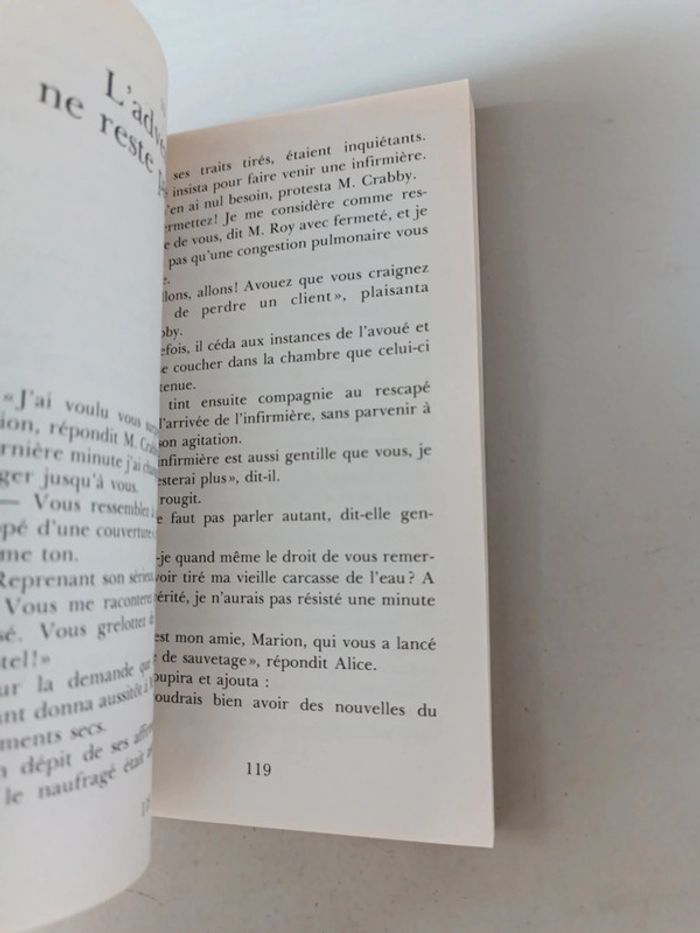 L'adve
ne reste
»J'ai voulu vous
ion, répondit M. Crab
ernière minute j'ai
ger jusqu'à vous.
— Vous ressemblez
pé d'une couverture
me ton.
Reprenant son sérieux
Vous me raconterez
sé. Vous grelottez
tel!»
ur la demande que
ant donna aussitôt à
ments secs.
n dépit de ses
le naufragé était
ses traits tirés, étaient inquiétants.
insista pour faire venir une infirmière.
'en ai nul besoin, protesta M. Crabby.
ermettez! Je me considère comme res-
e de vous, dit M. Roy avec fermeté, et je
pas qu'une congestion pulmonaire vous
e.
llons, allons! Avouez que vous craignez
de perdre un client», plaisanta
bby.
efois, il céda aux instances de l'avoué et
e coucher dans la chambre que celui-ci
tenue.
tint ensuite compagnie au rescapé
l'arrivée de l'infirmière, sans parvenir à
son agitation.
infirmière est aussi gentille que vous, je
esterai plus», dit-il.
rougit.
e faut pas parler autant, dit-elle gen-
-je quand même le droit de vous remer-
voir tiré ma vieille carcasse de l'eau? A
érité, je n'aurais pas résisté une minute
est mon amie, Marion, qui vous a lancé
e de sauvetage», répondit Alice.
oupira et ajouta :
oudrais bien avoir des nouvelles du
119